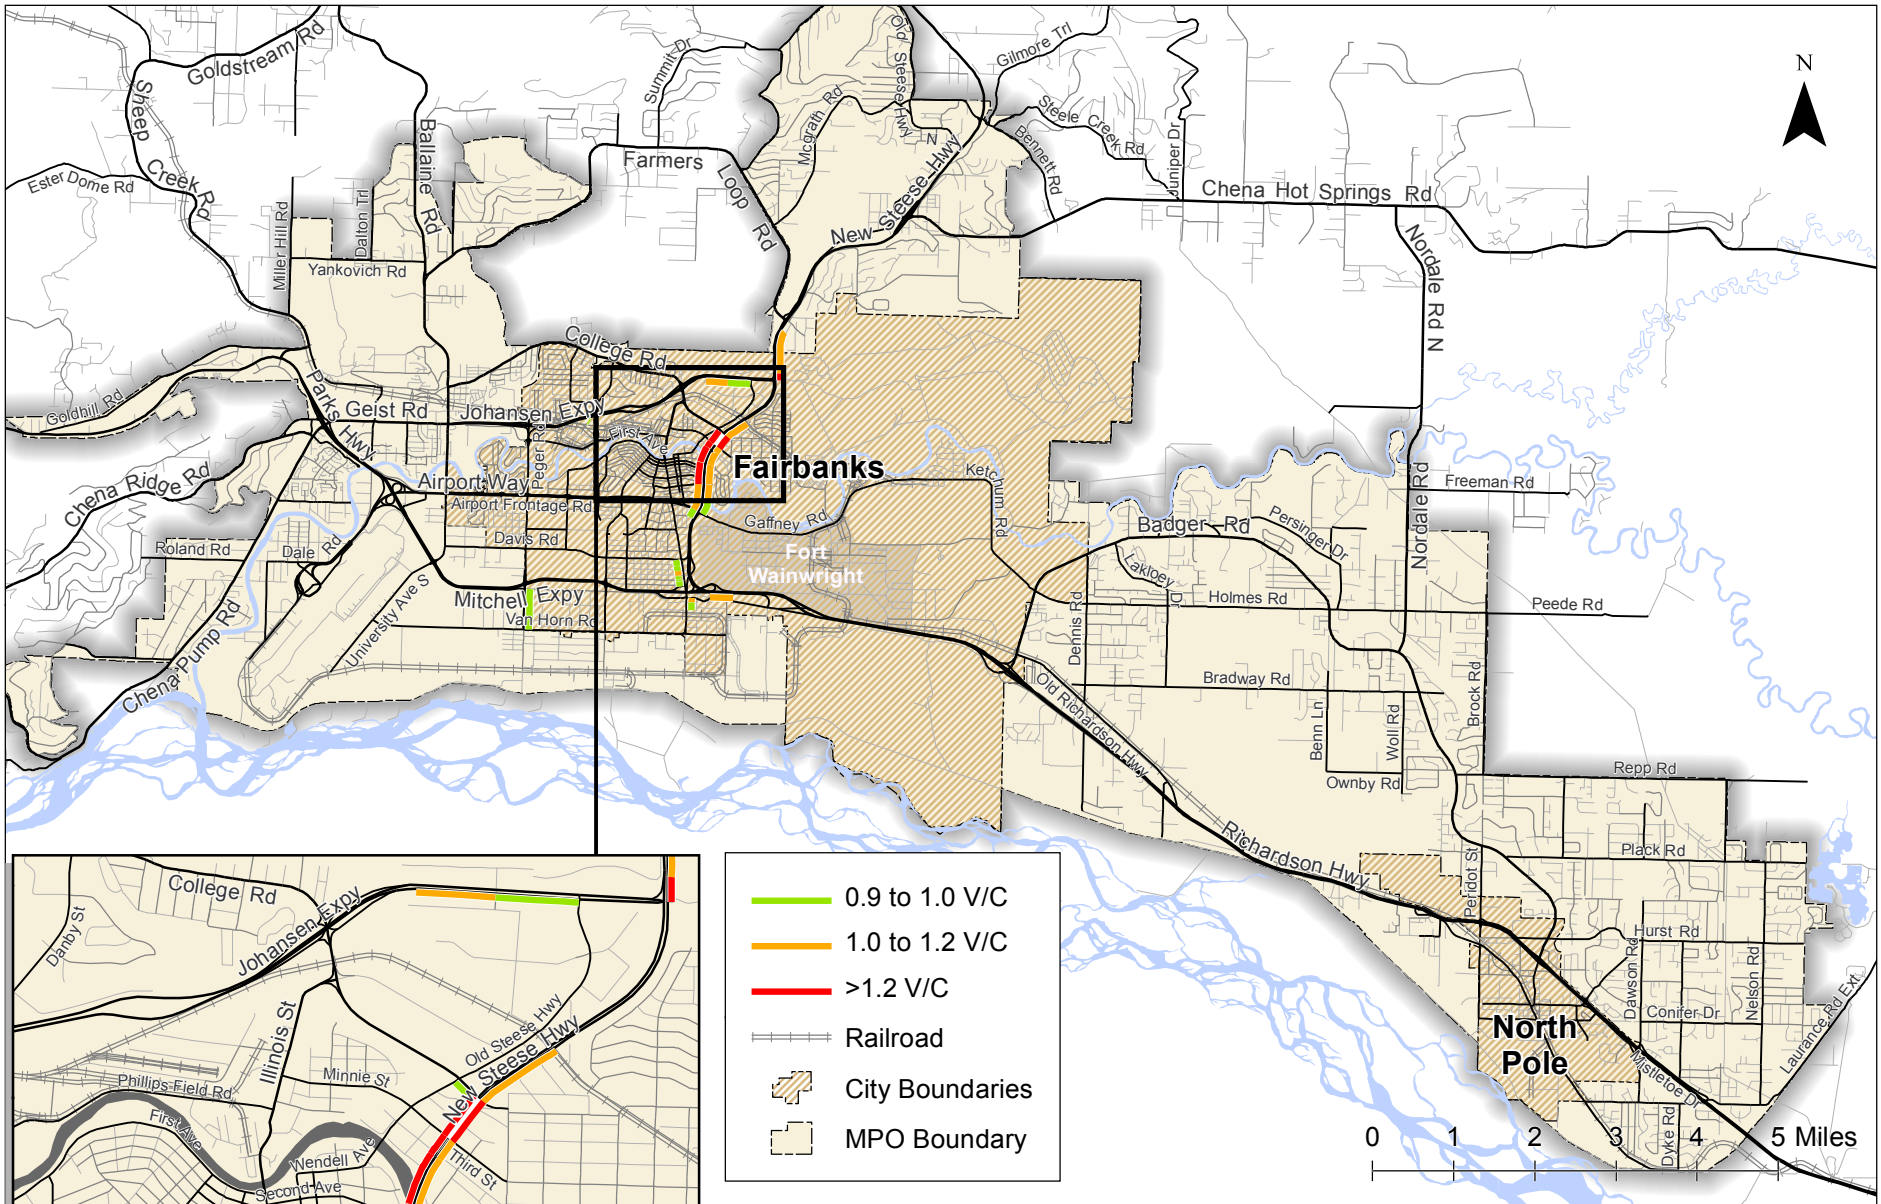 Goldstream Rd
Sheep Creek Rd
Ester Dome Rd
Ballaine Rd
Miller Hill Rd
Dalton Trl
Yankovich Rd
Summit Dr
Farmers Loop Rd
Mcgrath Rd
Old Steese Hwy N
New Steese Hwy
Gilmore Trl
Steele Creek Rd
Bennett Rd
Juniper Dr
Chena Hot Springs Rd
Nordale Rd N
N
College Rd
Goldhill Rd
Parks Hwy
Geist Rd
Johansen Expy
Peger Rd
First Ave
Fairbanks
Chena Ridge Rd
Airport Way
Airport Frontage Rd
Gaffney Rd
Ketchum Rd
Fort
Wainwright
Roland Rd
Dale Rd
Davis Rd
University Ave S
Mitchell Expy
Van Horn Rd
Chena Pump Rd
Badger Rd
Persinger Dr
Nordale Rd
Freeman Rd
Lakloey Dr
Holmes Rd
Peede Rd
Dennis Rd
Bradway Rd
Old Richardson Hwy
Benn Ln
Woll Rd
Brock Rd
Ownby Rd
Repp Rd
Richardson Hwy
Peridot St
Plack Rd
Hurst Rd
Dawson Rd
Nelson Rd
Conifer Dr
Laurance Rd Ext
North
Pole
Mistletoe Dr
Dyke Rd
College Rd
Danby St
Johansen Expy
Illinois St
Old Steese Hwy
New Steese Hwy
Minnie St
Phillips Field Rd
First Ave
Wendell Ave
Second Ave
Third St
0.9 to 1.0 V/C
1.0 to 1.2 V/C
>1.2 V/C
Railroad
City Boundaries
MPO Boundary
0 1 2 3 4 5 Miles